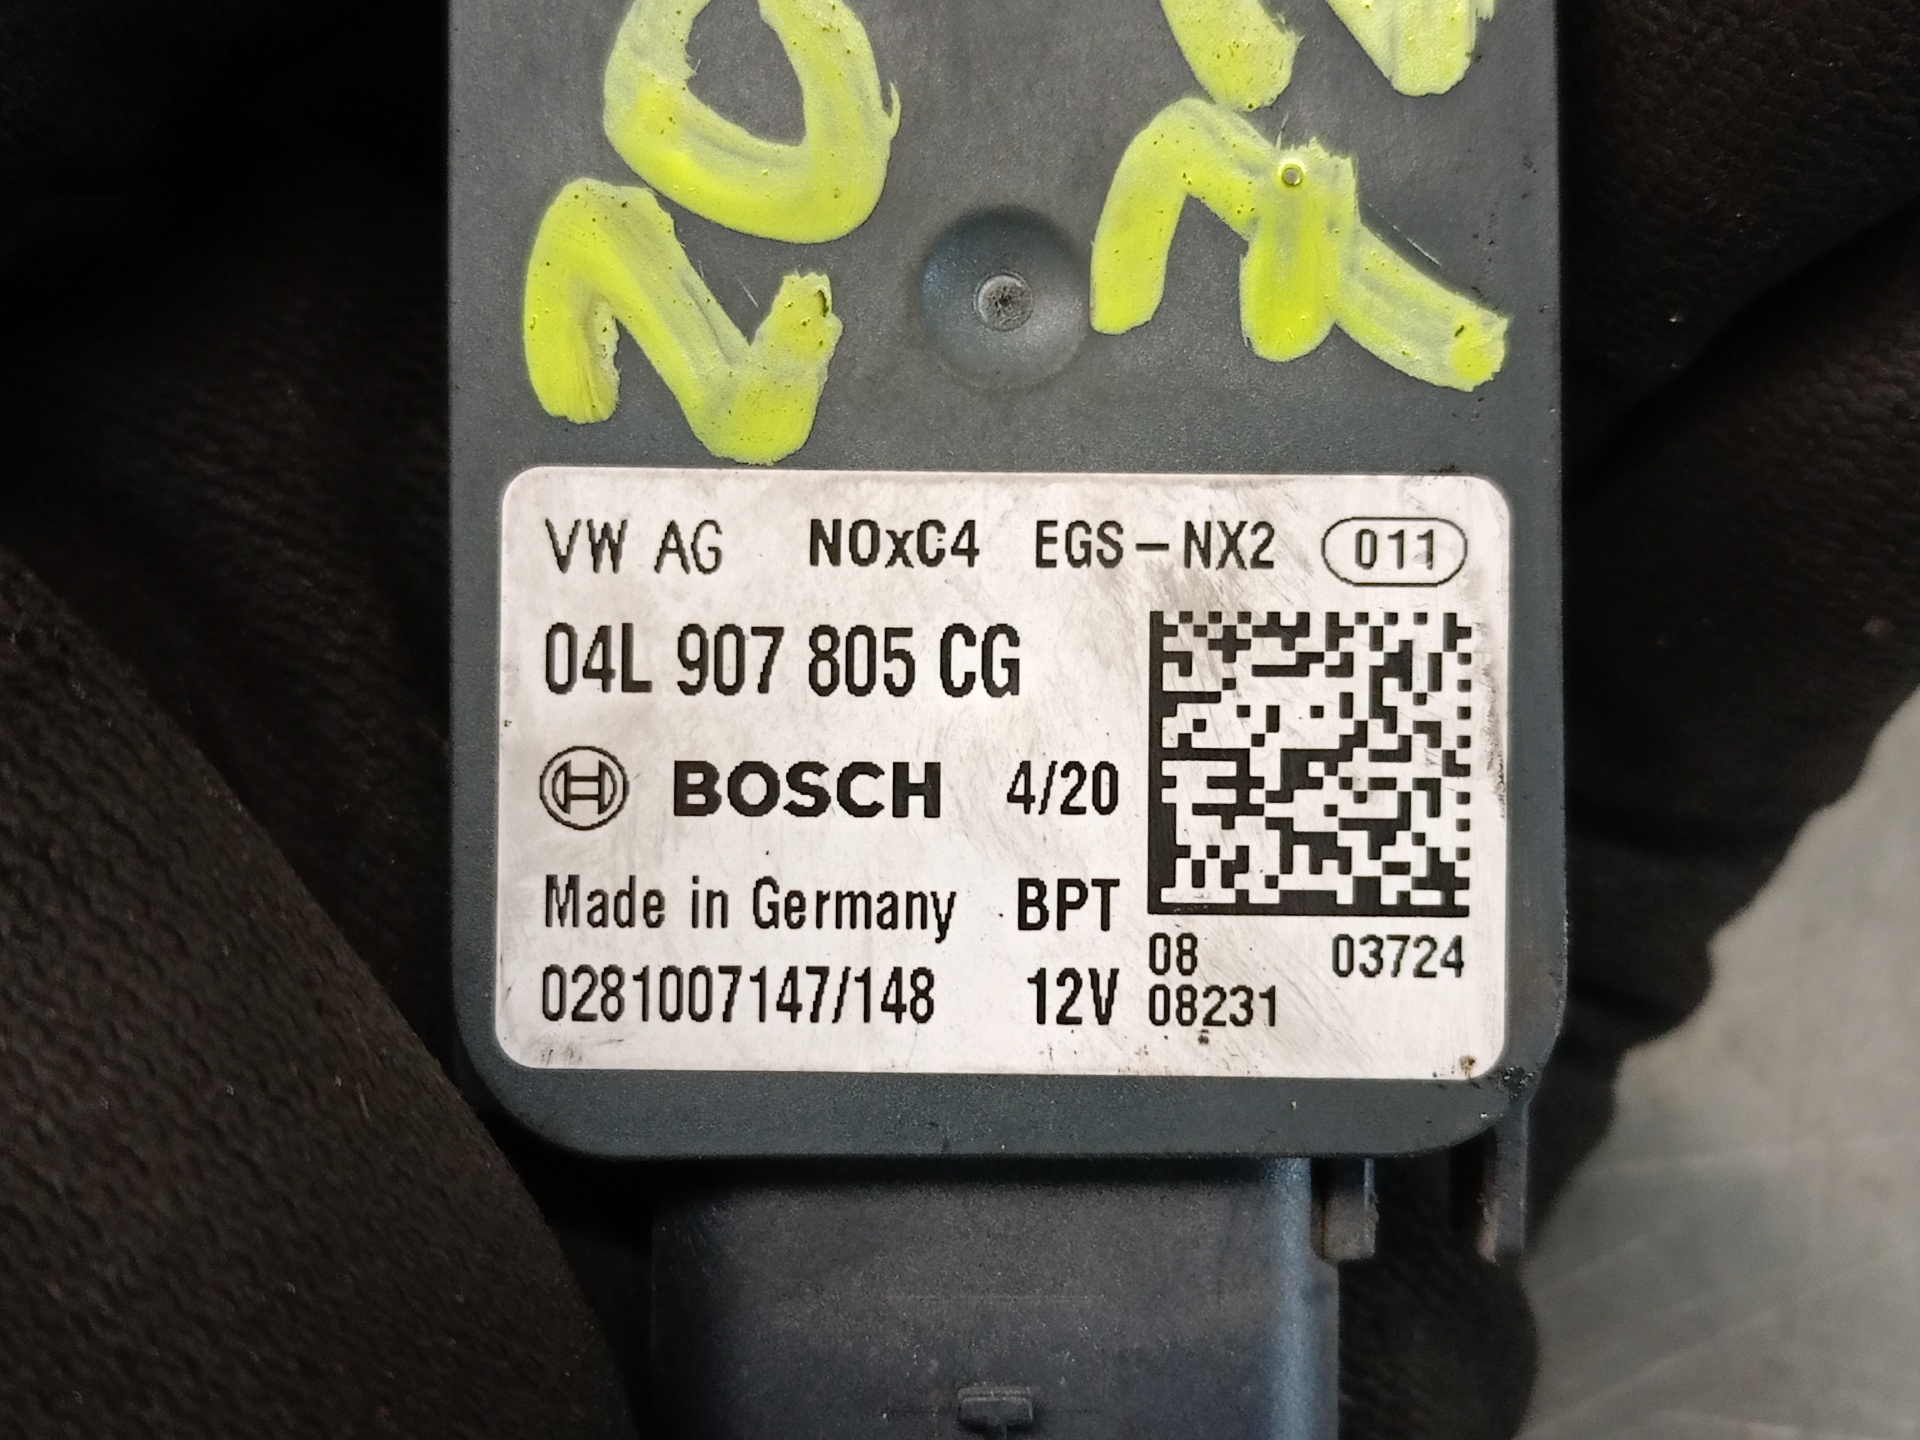 VW AG NOxC4 EGS-NX2 011
04L 907 805 CG
BOSCH 4/20
Made in Germany BPT
08 03724
0281007147/148 12V 08231